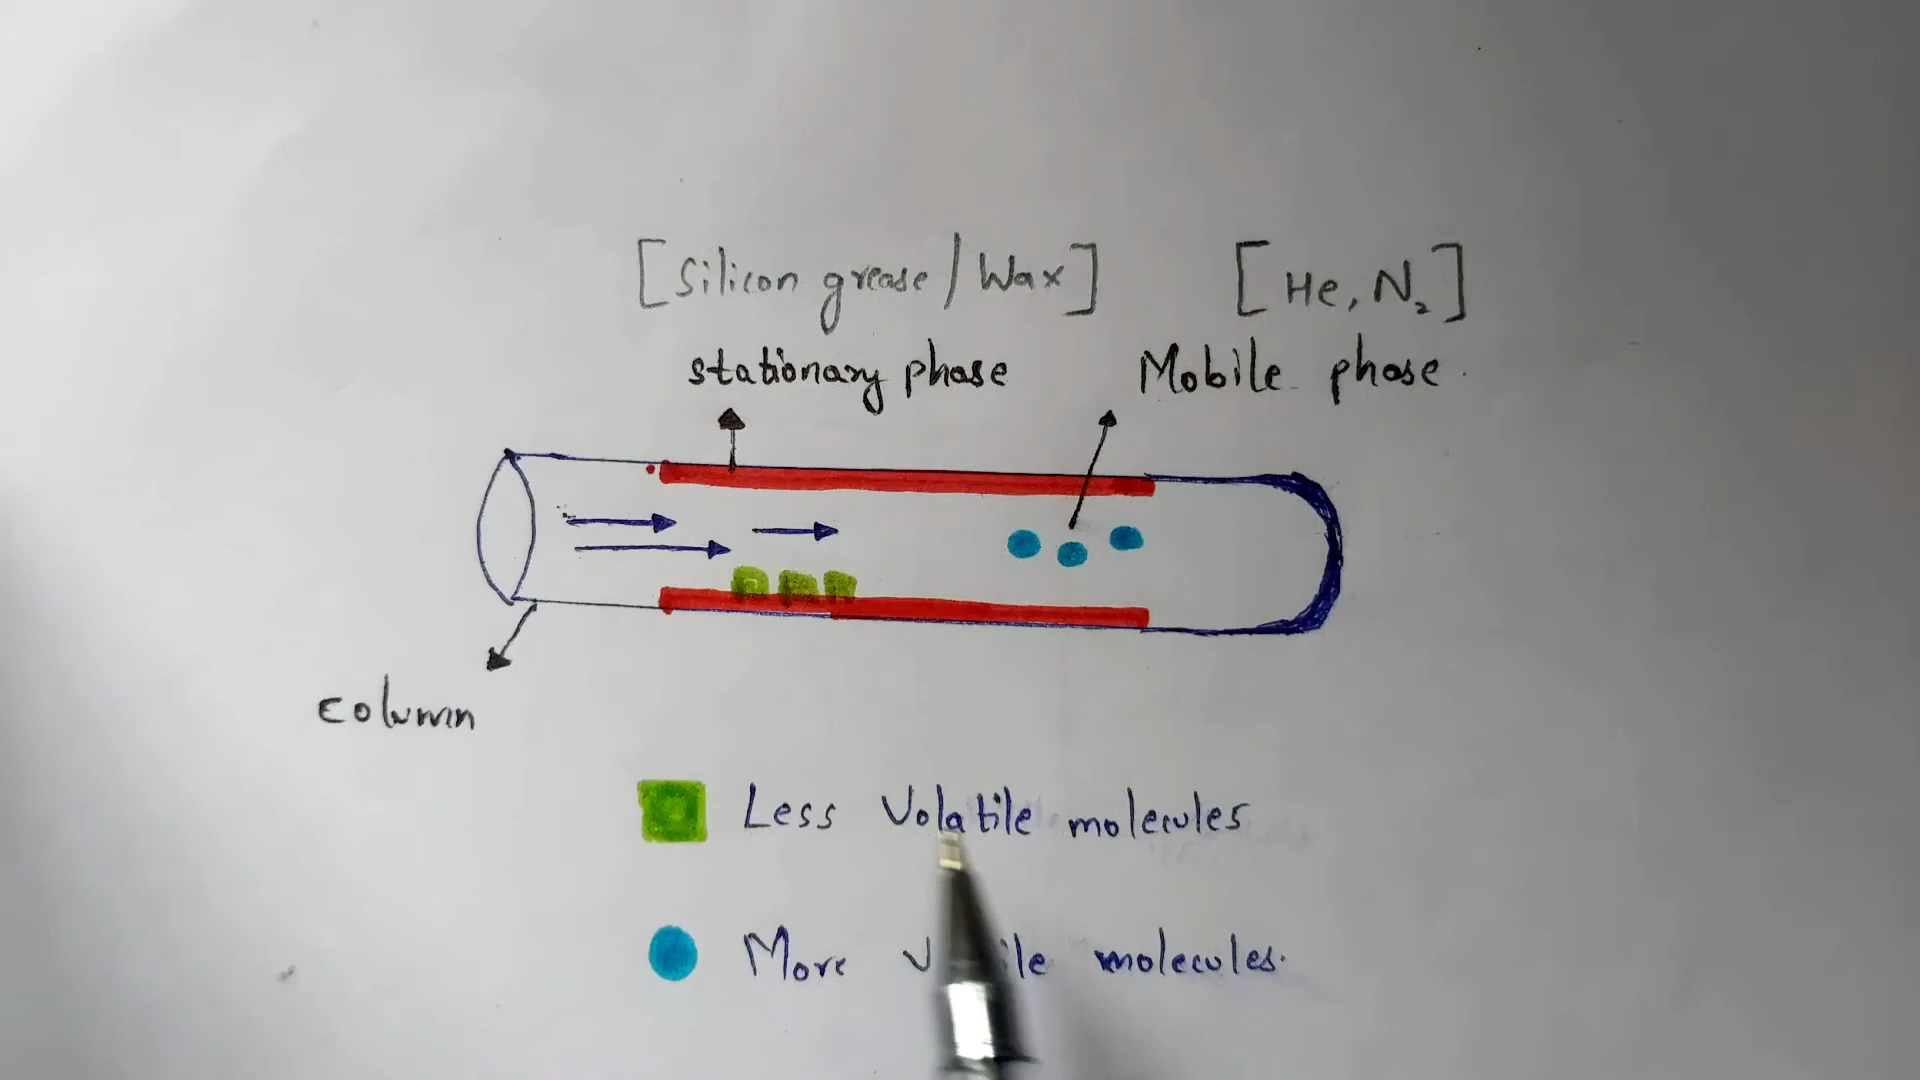 [Silicon grease/Wax] [He, N₂]
stationary phase Mobile phase.
column
Less Volatile molecules
More molecules.